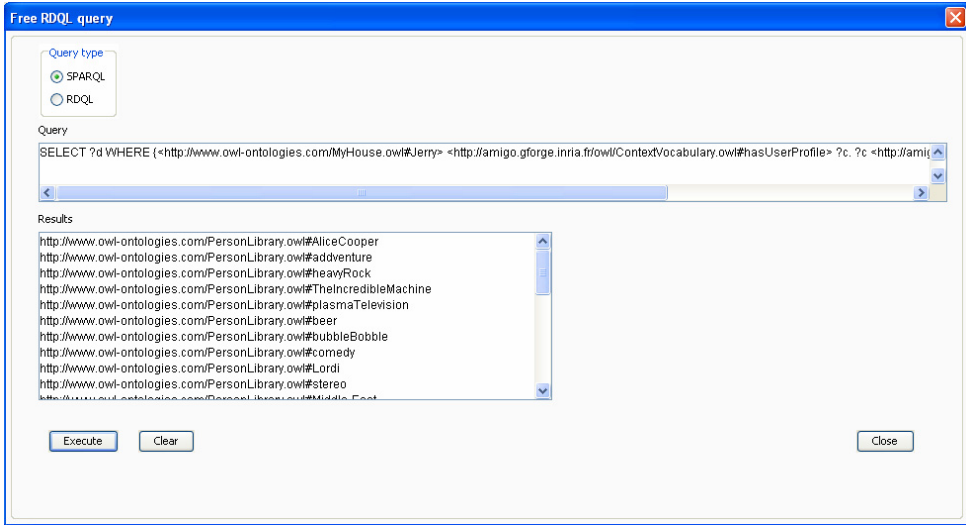 Free RDQL query
Query type
SPARQL
RDQL
Query
SELECT ?d WHERE {<http://www.owl-ontologies.com/MyHouse.owl#Jerry> <http://amigo.gforge.inria.fr/owl/ContextVocabulary.owl#hasUserProfile> ?c. ?c <http://amig
Results
http://www.owl-ontologies.com/PersonLibrary.owl#AliceCooper
http://www.owl-ontologies.com/PersonLibrary.owl#addventure
http://www.owl-ontologies.com/PersonLibrary.owl#heavyRock
http://www.owl-ontologies.com/PersonLibrary.owl#TheIncredibleMachine
http://www.owl-ontologies.com/PersonLibrary.owl#plasmaTelevision
http://www.owl-ontologies.com/PersonLibrary.owl#beer
http://www.owl-ontologies.com/PersonLibrary.owl#bubbleBobble
http://www.owl-ontologies.com/PersonLibrary.owl#comedy
http://www.owl-ontologies.com/PersonLibrary.owl#Lordi
http://www.owl-ontologies.com/PersonLibrary.owl#stereo
Execute Clear Close